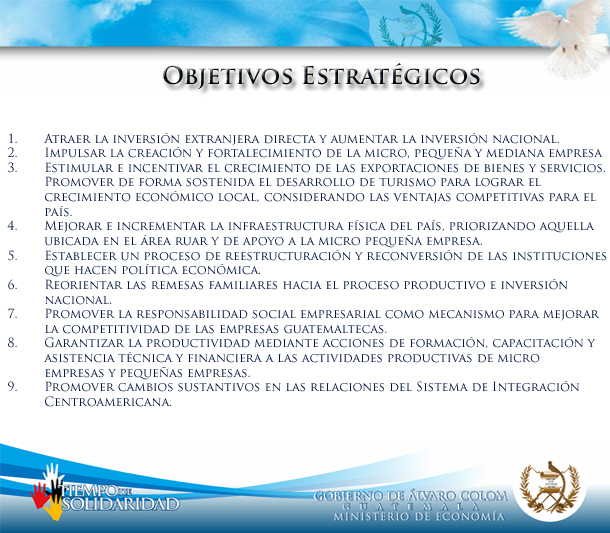 Objetivos Estratégicos
1. Atraer la inversión extranjera directa y aumentar la inversión nacional.
2. Impulsar la creación y fortalecimiento de la micro, pequeña y mediana empresa
3. Estimular e incentivar el crecimiento de las exportaciones de bienes y servicios.
Promover de forma sostenida el desarrollo de turismo para lograr el
crecimiento económico local, considerando las ventajas competitivas para el
país.
4. Mejorar e incrementar la infraestructura física del país, priorizando aquella
ubicada en el área ruar y de apoyo a la micro pequeña empresa.
5. Establecer un proceso de reestructuración y reconversión de las instituciones
que hacen política económica.
6. Reorientar las remesas familiares hacia el proceso productivo e inversión
nacional.
7. Promover la responsabilidad social empresarial como mecanismo para mejorar
la competitividad de las empresas guatemaltecas.
8. Garantizar la productividad mediante acciones de formación, capacitación y
asistencia técnica y financiera a las actividades productivas de micro
empresas y pequeñas empresas.
9. Promover cambios sustantivos en las relaciones del Sistema de Integración
Centroamericana.
TIEMPO DE
SOLIDARIDAD
GOBIERNO DE ÁLVARO COLOM
GUATEMALA
MINISTERIO DE ECONOMÍA